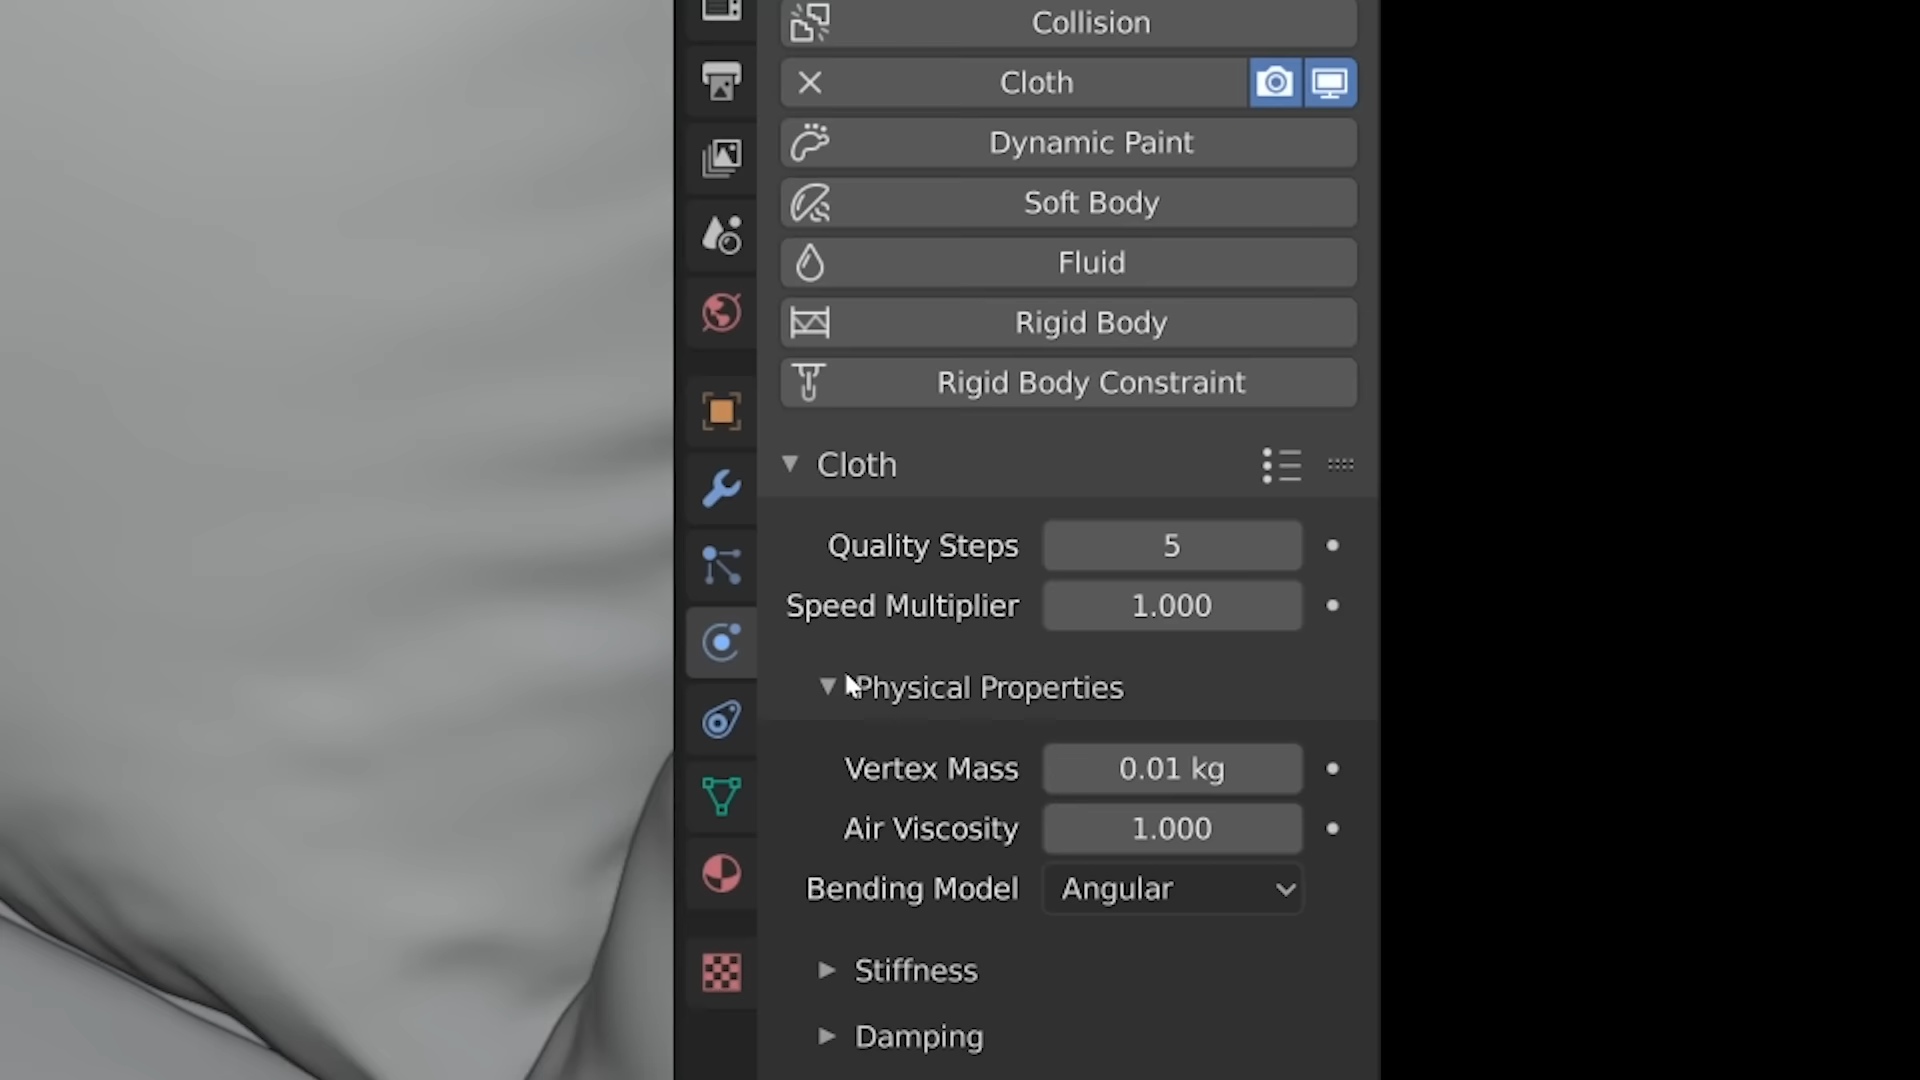 Collision
Cloth
Dynamic Paint
Soft Body
Fluid
Rigid Body
Rigid Body Constraint
Cloth
Quality Steps 5
Speed Multiplier 1.000
Physical Properties
Vertex Mass 0.01 kg
Air Viscosity 1.000
Bending Model Angular
Stiffness
Damping